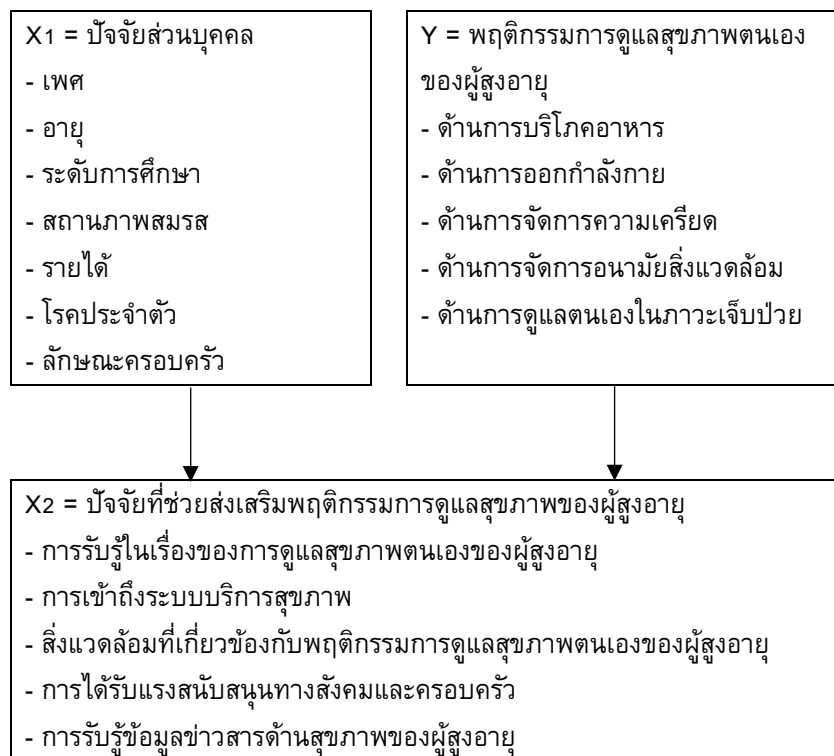 X1 = ปัจจัยส่วนบุคคล
- เพศ
- อายุ
- ระดับการศึกษา
- สถานภาพสมรส
- รายได้
- โรคประจำตัว
- ลักษณะครอบครัว
Y = พฤติกรรมการดูแลสุขภาพตนเอง
ของผู้สูงอายุ
- ด้านการบริโภคอาหาร
- ด้านการออกกำลังกาย
- ด้านการจัดการความเครียด
- ด้านการจัดการอนามัยสิ่งแวดล้อม
- ด้านการดูแลตนเองในภาวะเจ็บป่วย
X2 = ปัจจัยที่ช่วยส่งเสริมพฤติกรรมการดูแลสุขภาพของผู้สูงอายุ
- การรับรู้ในเรื่องของการดูแลสุขภาพตนเองของผู้สูงอายุ
- การเข้าถึงระบบบริการสุขภาพ
- สิ่งแวดล้อมที่เกี่ยวข้องกับพฤติกรรมการดูแลสุขภาพตนเองของผู้สูงอายุ
- การได้รับแรงสนับสนุนทางสังคมและครอบครัว
- การรับรู้ข้อมูลข่าวสารด้านสุขภาพของผู้สูงอายุ